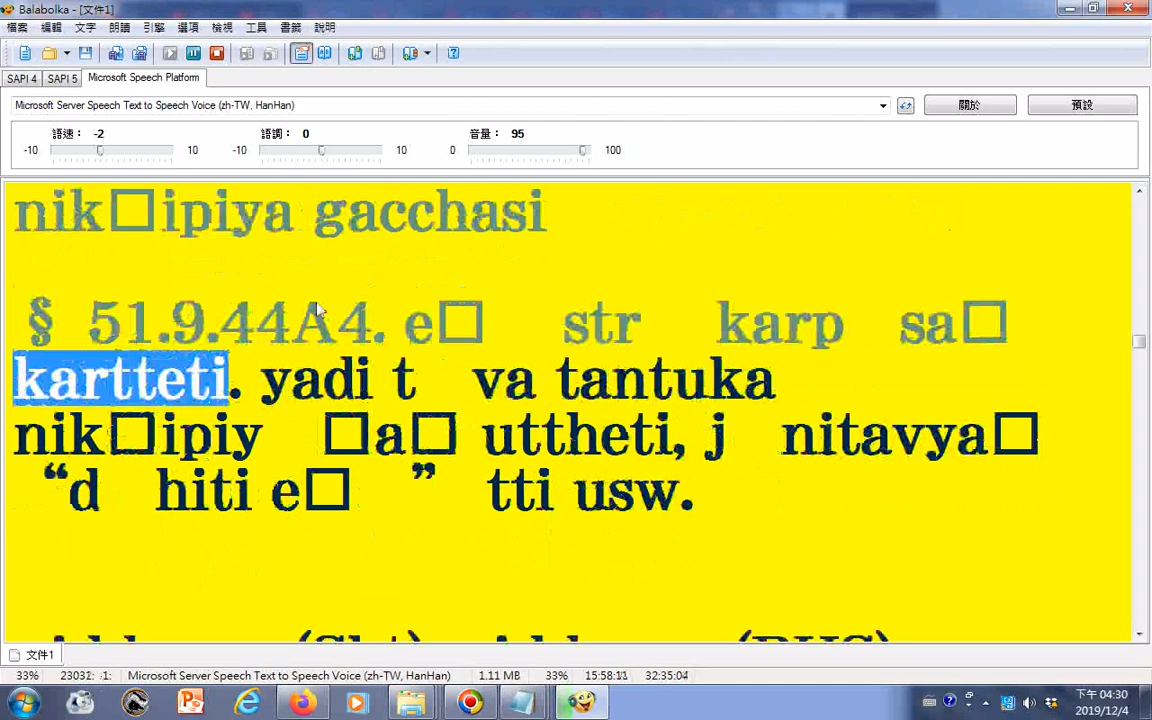 Balabolka - [文件1]
檔案 編輯 文字 朗讀 引擎 選項 檢視 工具 書籤 說明
SAPI 4 SAPI 5 Microsoft Speech Platform
Microsoft Server Speech Text to Speech Voice (zh-TW, HanHan) 關於 預設
語速： -2 語調： 0 音量： 95
-10 10 -10 10 0 100
nik□ipiya gacchasi
§ 51.9.44A4. e□ str karp sa□
kartteti. yadi t va tantuka
nik□ipiy □a□ uttheti, j nitavya□
“d hiti e□ ” tti usw.
文件1
33% Microsoft Server Speech Text to Speech Voice (zh-TW, HanHan) 1.11 MB 33% 32:35:04
下午 04:30
2019/12/4